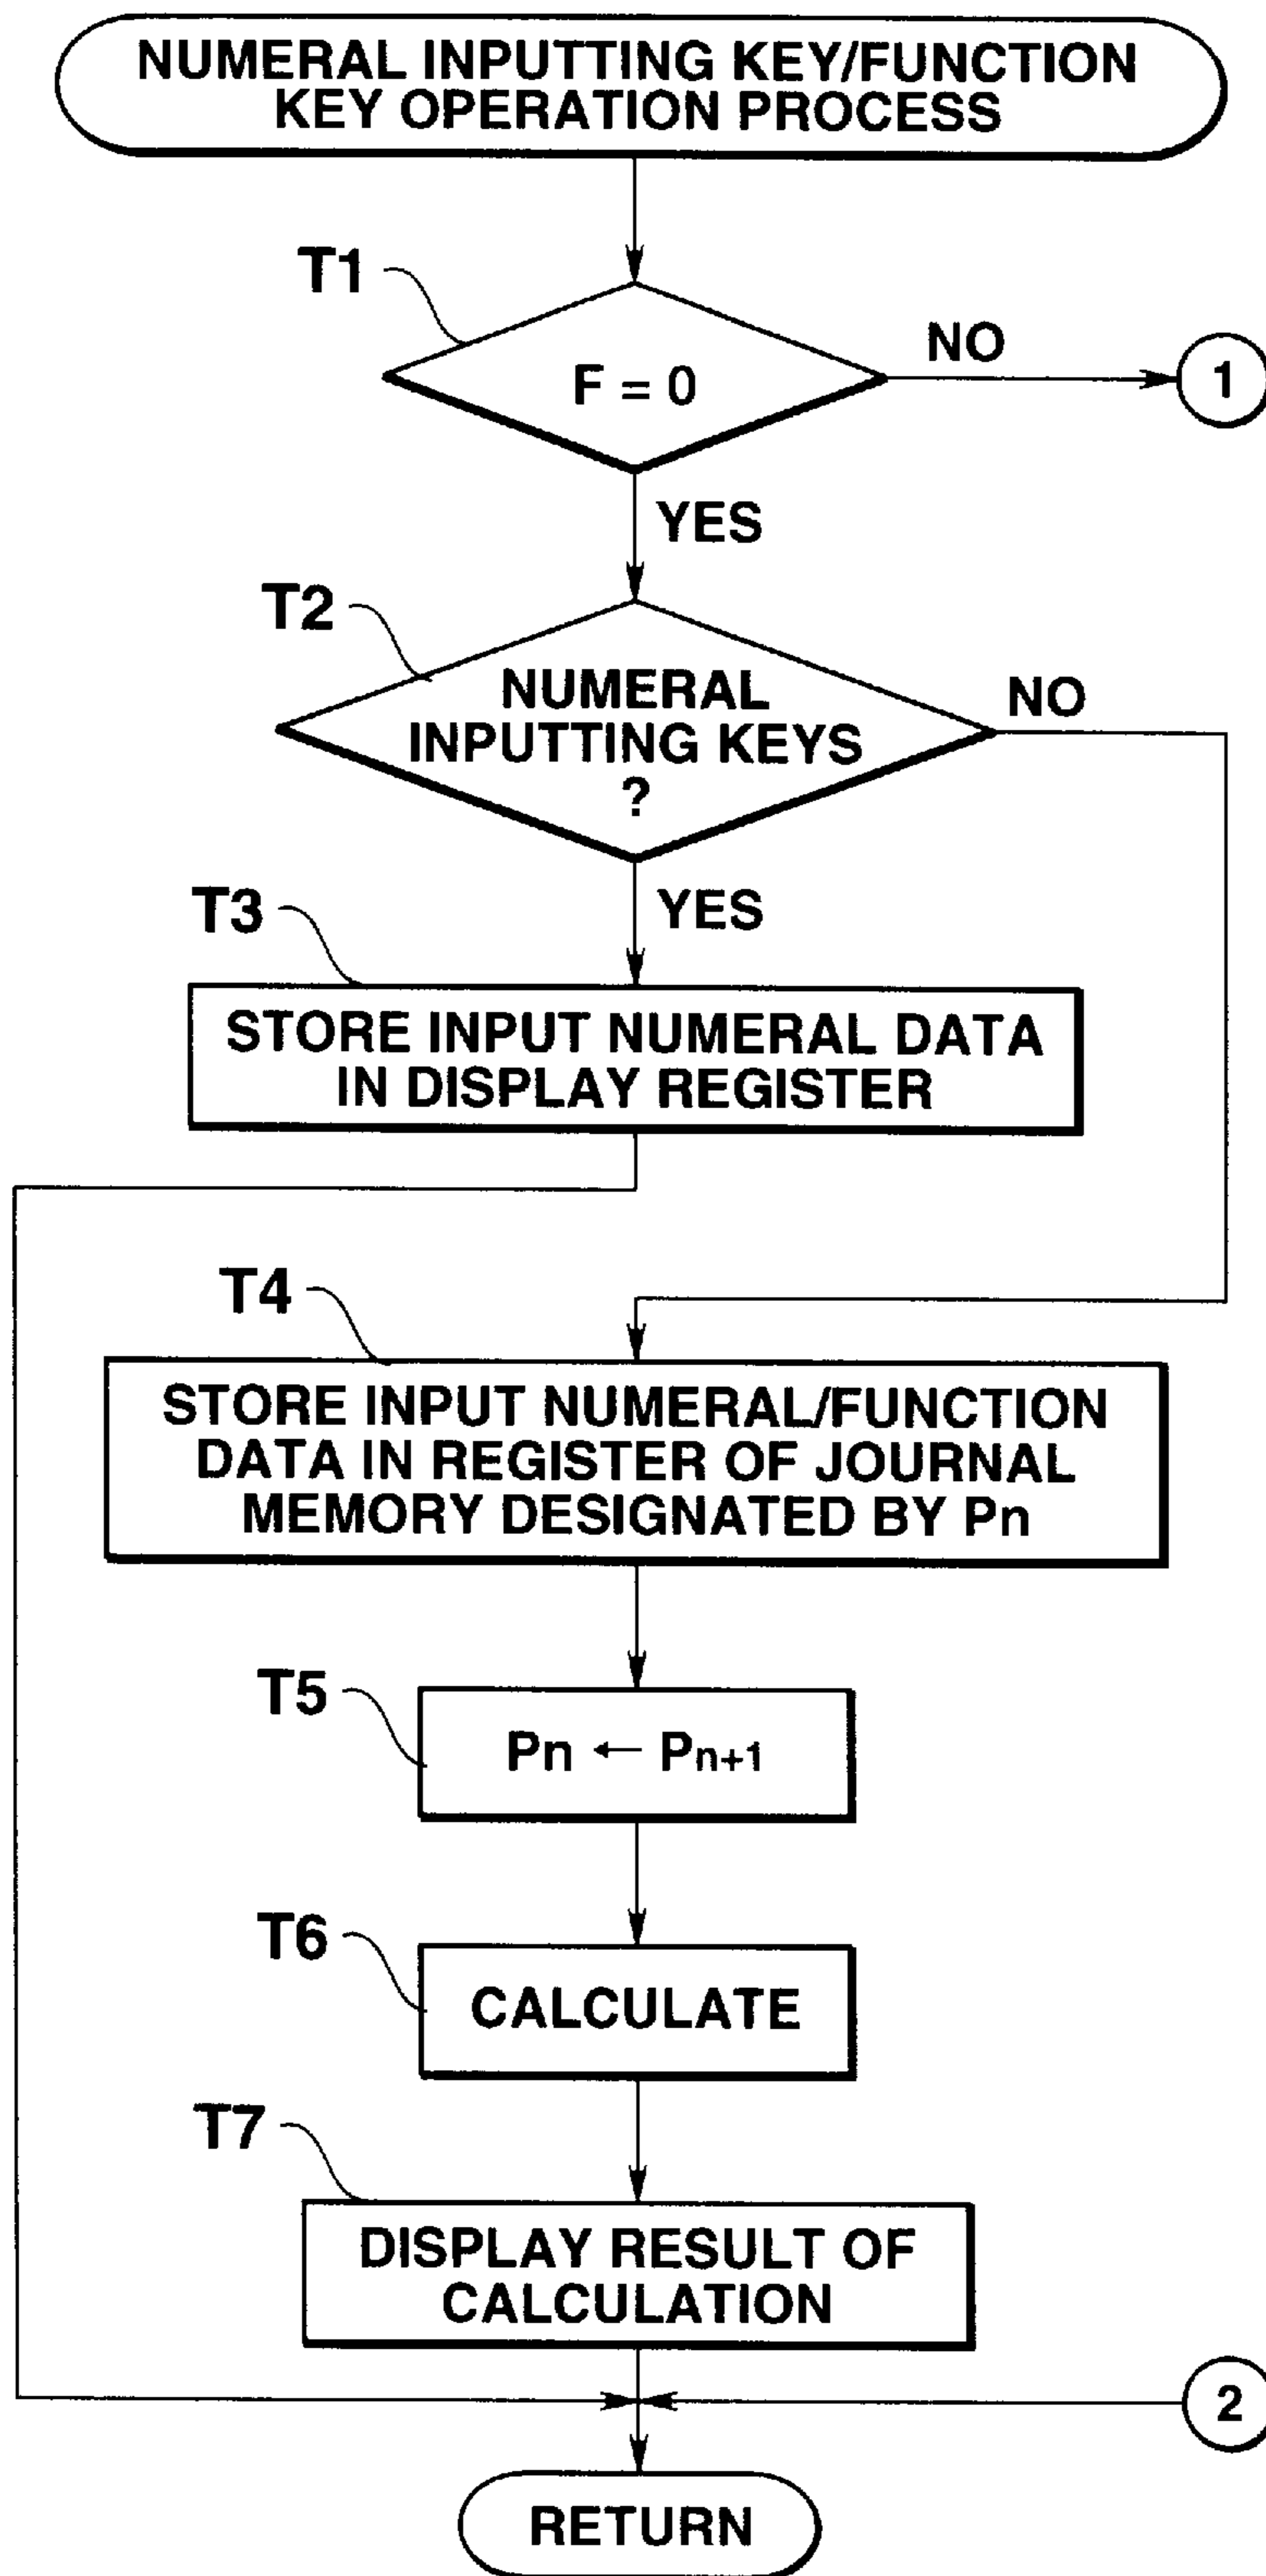 NUMERAL INPUTTING KEY/FUNCTION
KEY OPERATION PROCESS
T1
F = 0
NO
1
YES
T2
NUMERAL
INPUTTING KEYS
?
NO
YES
T3
STORE INPUT NUMERAL DATA
IN DISPLAY REGISTER
T4
STORE INPUT NUMERAL/FUNCTION
DATA IN REGISTER OF JOURNAL
MEMORY DESIGNATED BY Pn
T5
Pn ← Pn+1
T6
CALCULATE
T7
DISPLAY RESULT OF
CALCULATION
2
RETURN